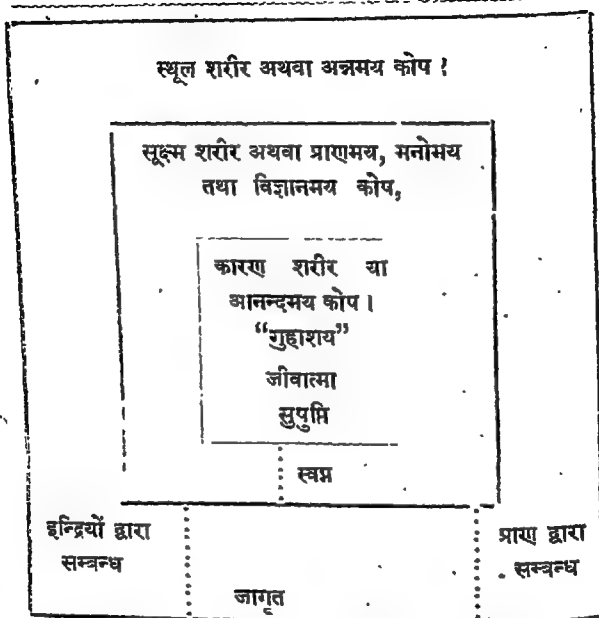 स्थूल शरीर अथवा अन्नमय कोप !
सूक्ष्म शरीर अथवा प्राणमय, मनोमय
तथा विज्ञानमय कोष,
कारण शरीर या
आनन्दमय कोप ।
“गुहाशय”
जीवात्मा
सुपुप्ति
स्वप्न
इन्द्रियों द्वारा
सम्बन्ध
प्राण द्वारा
सम्बन्ध
जागृत